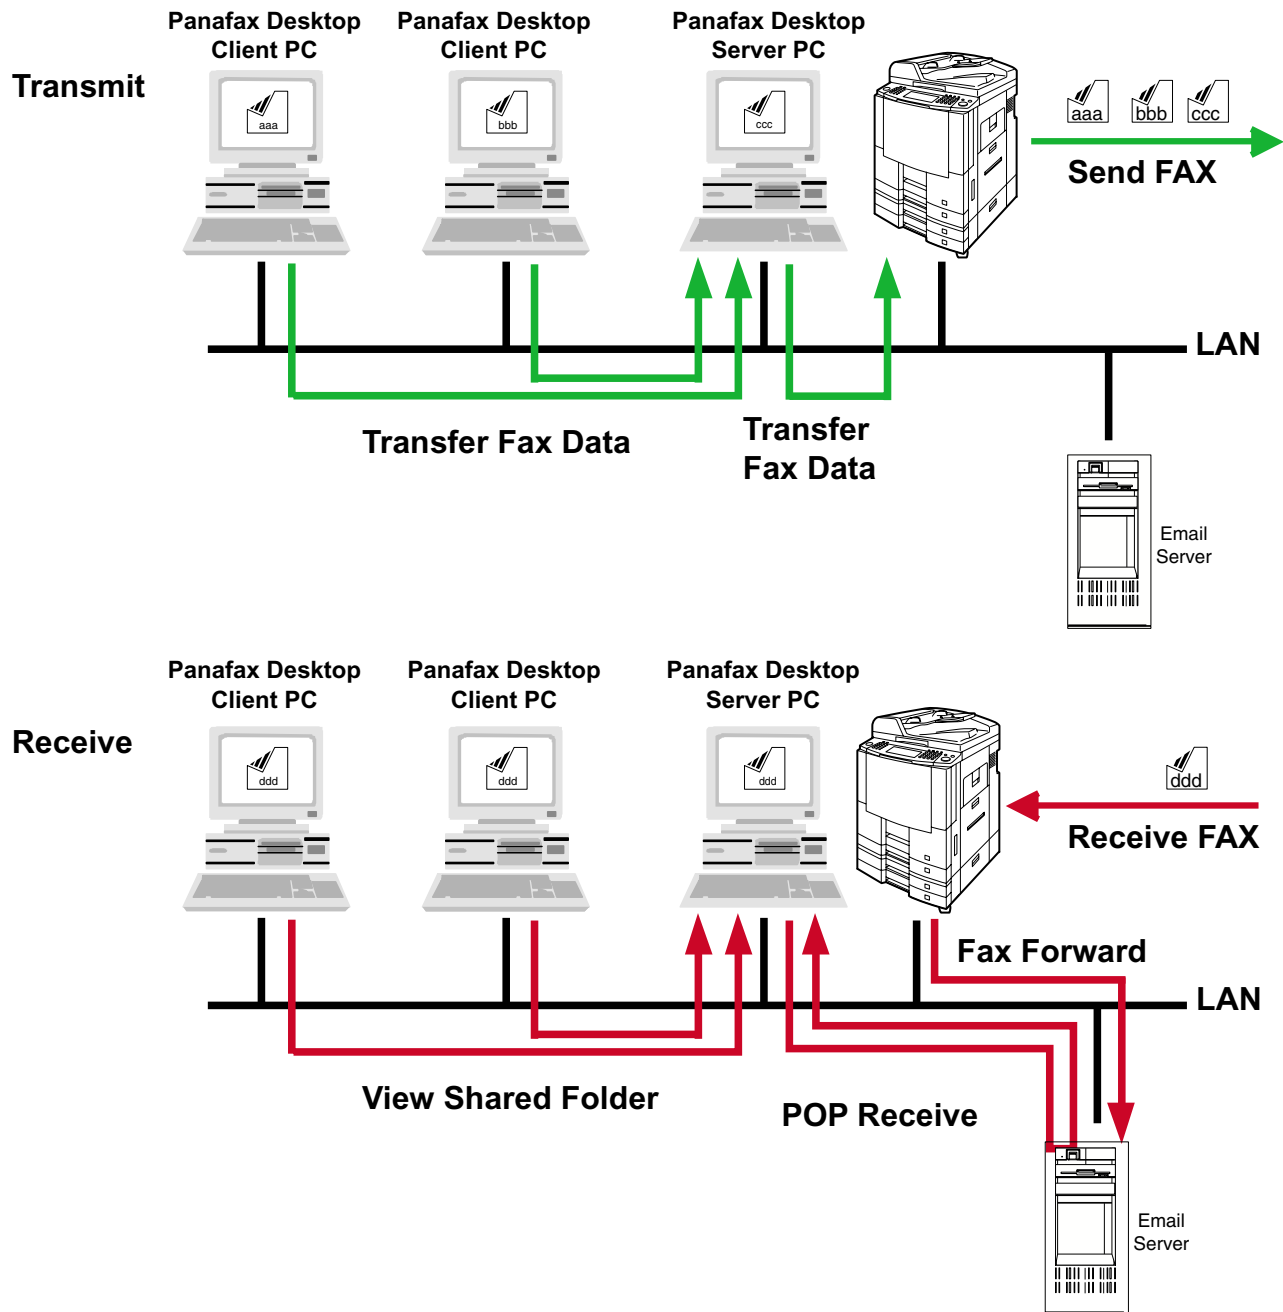 Panafax Desktop
Client PC
Panafax Desktop
Client PC
Panafax Desktop
Server PC
Transmit
aaa
bbb
ccc
aaa
bbb
ccc
Send FAX
LAN
Transfer Fax Data
Transfer
Fax Data
Email
Server
Panafax Desktop
Client PC
Panafax Desktop
Client PC
Panafax Desktop
Server PC
Receive
ddd
ddd
ddd
ddd
Receive FAX
Fax Forward
LAN
View Shared Folder
POP Receive
Email
Server